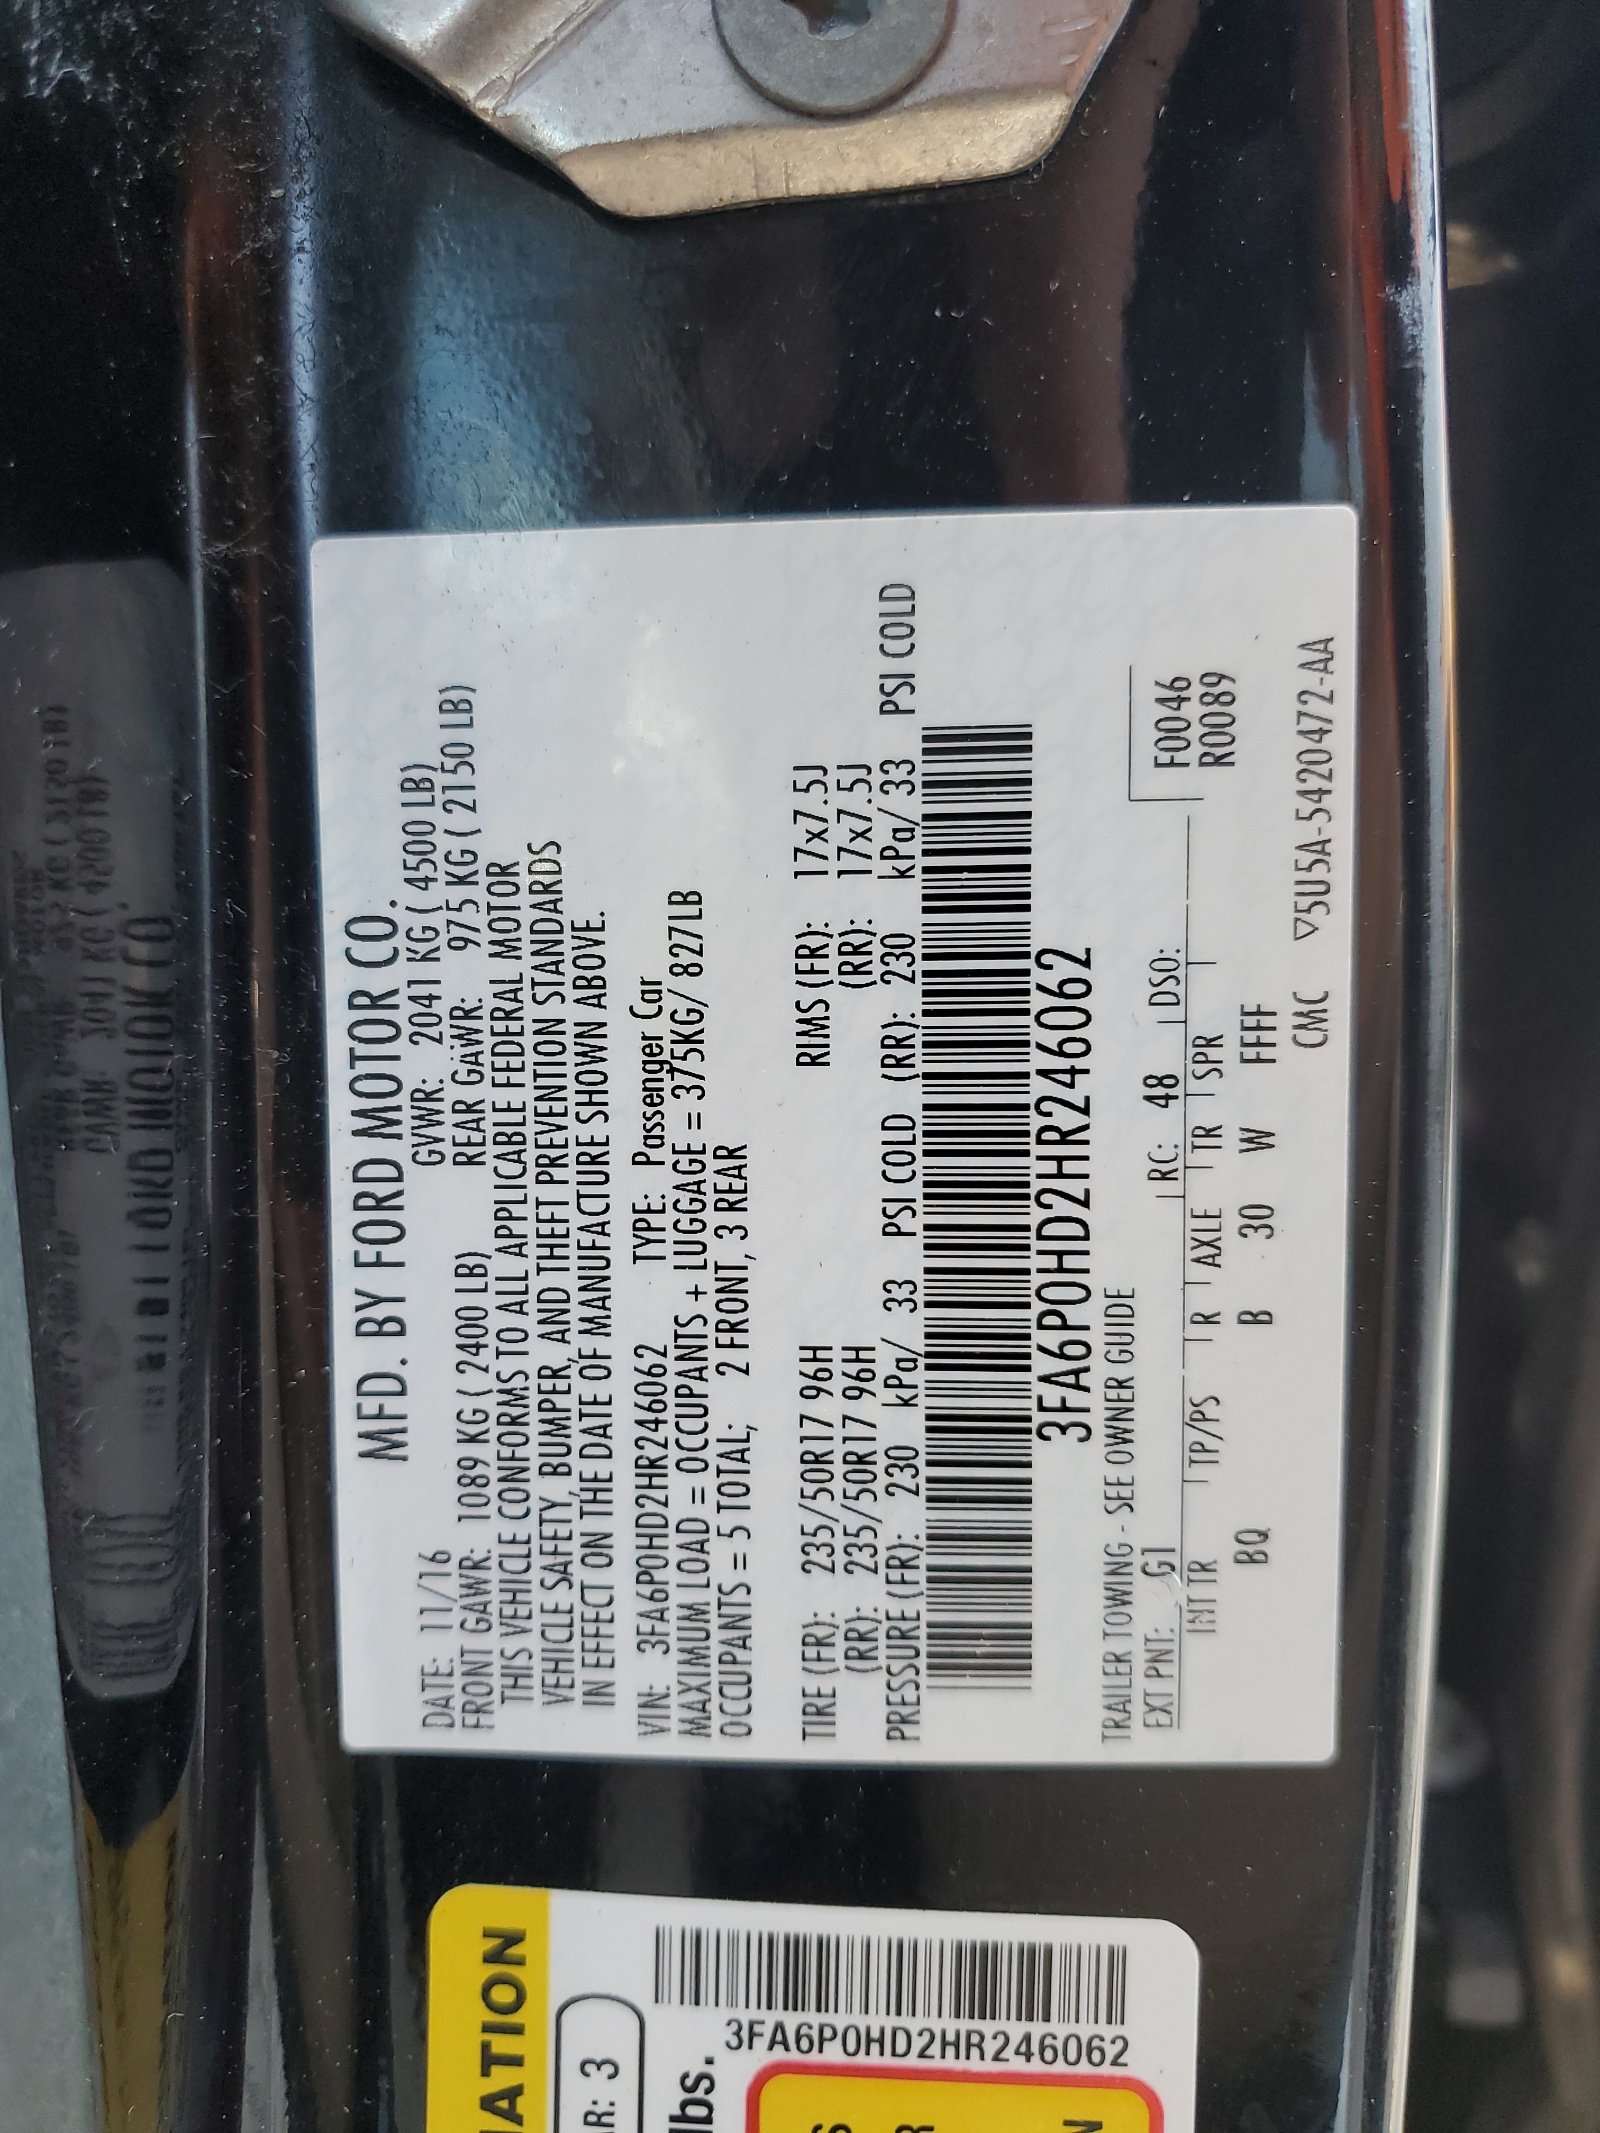 MFD. BY FORD MOTOR CO.
DATE: 11/16 GVWR: 2041 KG ( 4500 LB)
FRONT GAWR: 1089 KG ( 2400 LB) REAR GAWR: 975 KG ( 2150 LB)
THIS VEHICLE CONFORMS TO ALL APPLICABLE FEDERAL MOTOR
VEHICLE SAFETY, BUMPER, AND THEFT PREVENTION STANDARDS
IN EFFECT ON THE DATE OF MANUFACTURE SHOWN ABOVE.
VIN: 3FA6P0HD2HR246062 TYPE: Passenger Car
MAXIMUM LOAD = OCCUPANTS + LUGGAGE = 375KG/ 827LB
OCCUPANTS = 5 TOTAL; 2 FRONT, 3 REAR
TIRE (FR): 235/50R17 96H RIMS (FR): 17x7.5J
(RR): 235/50R17 96H (RR): 17x7.5J
PRESSURE (FR): 230 kPa/ 33 PSI COLD (RR): 230 kPa/ 33 PSI COLD
3FA6P0HD2HR246062
TRAILER TOWING - SEE OWNER GUIDE
EXT PNT: G1 RC: 48 DSO: F0046
R0089
INT TR TP/PS R AXLE TR SPR
BQ B 30 W FFFF
CMC ▽5U5A-5420472-AA
MATION
AR: 3
lbs.
3FA6P0HD2HR246062